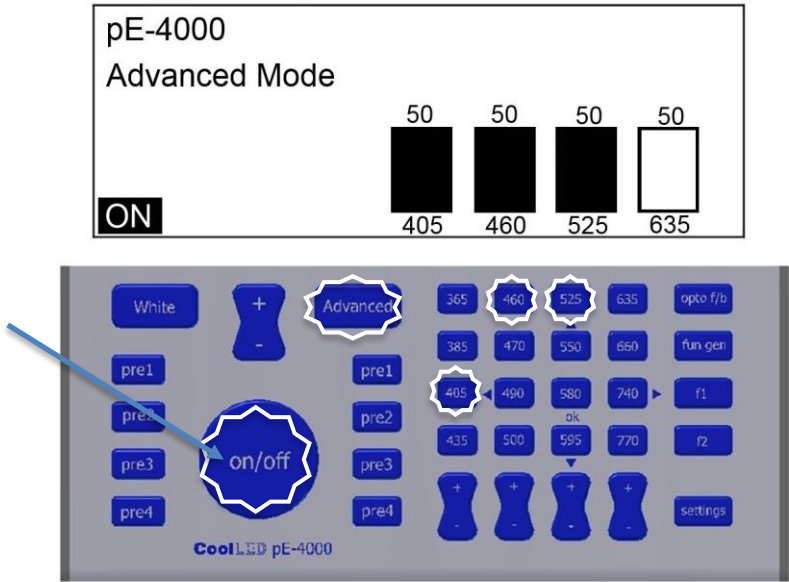 pE-4000
Advanced Mode
50 50 50 50
ON
405 460 525 635
White + Advanced 365 460 525 635 opto f/b
-
385 470 550 660 fun gen
pre1 pre1
405 490 580 740 f1
pre2 pre2
ok
on/off
435 500 595 770 f2
pre3 pre3
+ + + +
pre4 pre4 settings
- - - -
CoolLED pE-4000